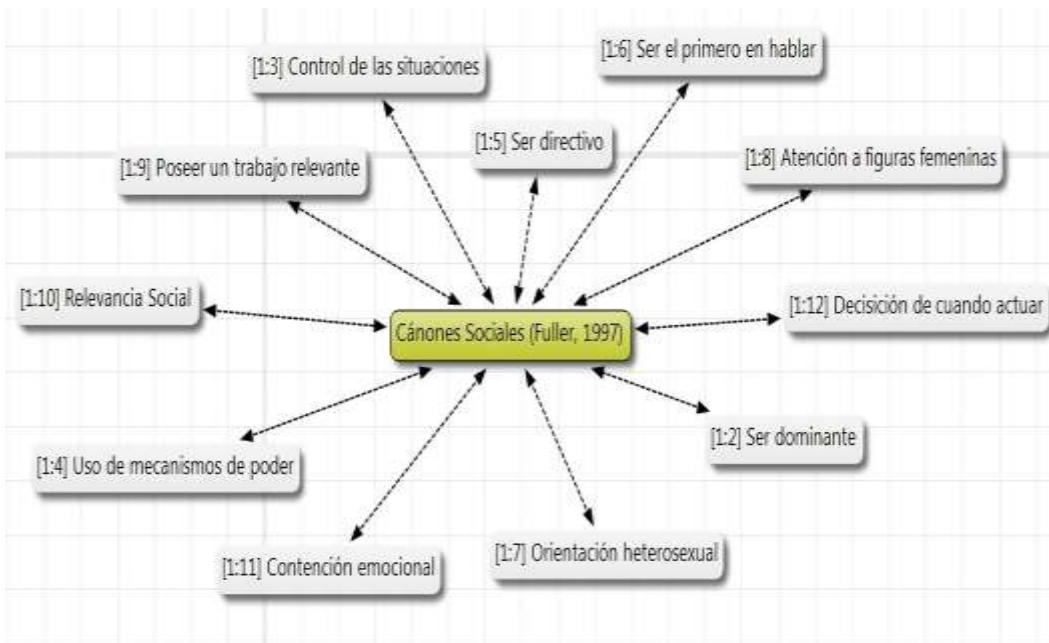 [1:6] Ser el primero en hablar
[1:3] Control de las situaciones
[1:5] Ser directivo
[1:8] Atención a figuras femeninas
[1:9] Poseer un trabajo relevante
[1:10] Relevancia Social
[1:12] Decisición de cuando actuar
Cánones Sociales (Fuller, 1997)
[1:2] Ser dominante
[1:4] Uso de mecanismos de poder
[1:7] Orientación heterosexual
[1:11] Contención emocional